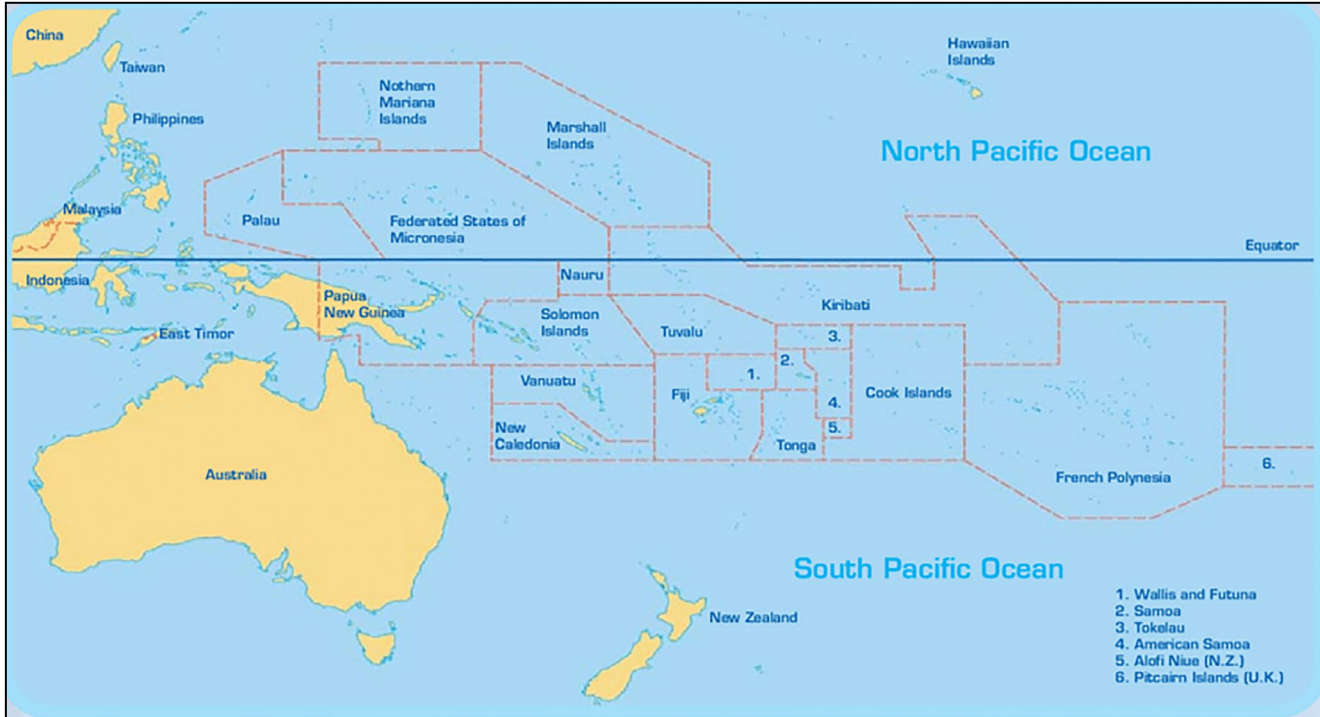 China
Taiwan
Philippines
Malaysia
Indonesia
East Timor
Palau
Nothern
Mariana
Islands
Marshall
Islands
Federated States of
Micronesia
Hawaiian
Islands
North Pacific Ocean
Equator
Nauru
Papua
New Guinea
Solomon
Islands
Kiribati
Tuvalu
3.
1.
2.
Vanuatu
Fiji
4.
Cook Islands
5.
New
Caledonia
Tonga
Australia
French Polynesia
6.
South Pacific Ocean
New Zealand
1. Wallis and Futuna
2. Samoa
3. Tokelau
4. American Samoa
5. Alofi Niue (N.Z.)
6. Pitcairn Islands (U.K.)